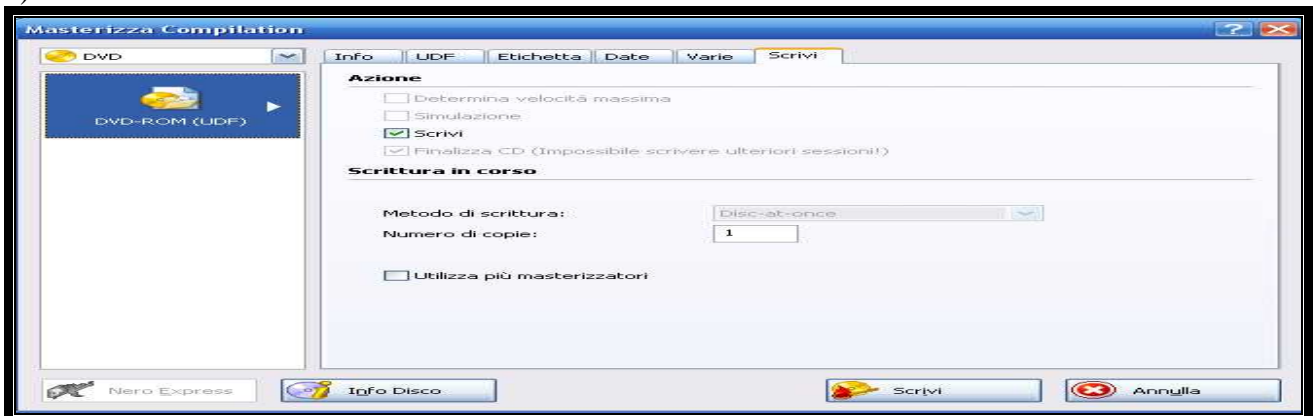 Masterizza Compilation
DVD
Info UDF Etichetta Date Varie Scrivi
DVD-ROM (UDF)
Azione
Determina velocità massima
Simulazione
Scrivi
Finalizza CD (Impossibile scrivere ulteriori sessioni!)
Scrittura in corso
Metodo di scrittura: Disc-at-once
Numero di copie: 1
Utilizza più masterizzatori
Nero Express Info Disco Scrivi Annulla